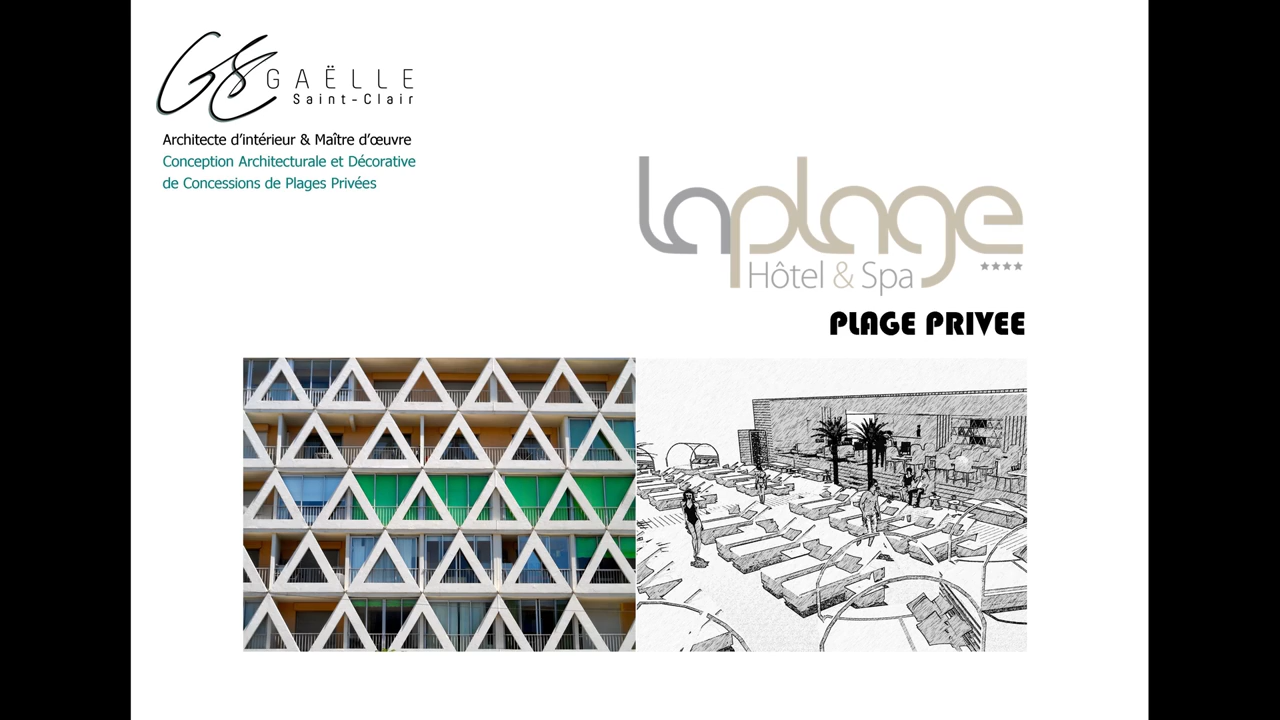 GAËLLE
Saint-Clair
Architecte d'intérieur & Maître d'œuvre
Conception Architecturale et Décorative
de Concessions de Plages Privées
laplage
Hôtel & Spa
PLAGE PRIVEE